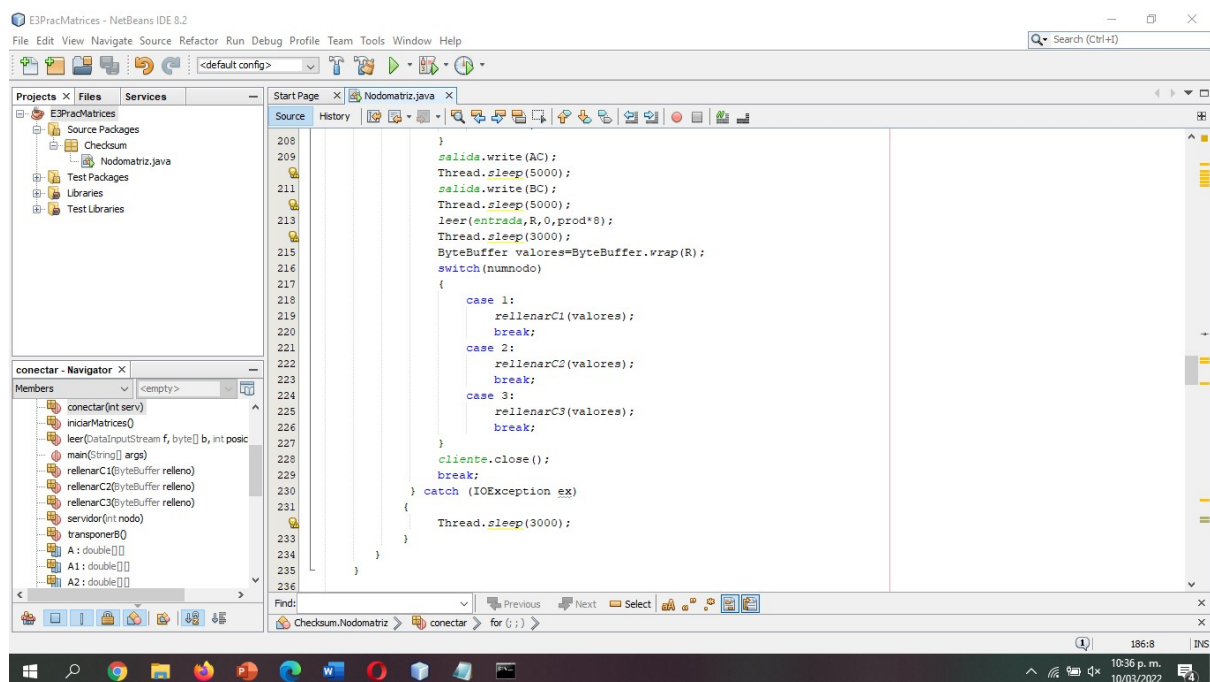 E3PracMatrices - NetBeans IDE 8.2
File Edit View Navigate Source Refactor Run Debug Profile Team Tools Window Help
Search (Ctrl+I)
<default config>
Projects Files Services
E3PracMatrices
Source Packages
Checksum
Nodomatriz.java
Test Packages
Libraries
Test Libraries
conectar - Navigator
Members <empty>
conectar(int serv)
iniciarMatrices()
leer(DataInputStream f, byte[] b, int posic
main(String[] args)
rellenarC1(ByteBuffer relleno)
rellenarC2(ByteBuffer relleno)
rellenarC3(ByteBuffer relleno)
servidor(int nodo)
transponerB()
A : double[][]
A1 : double[][]
A2 : double[][]
Start Page Nodomatriz.java
Source History
208 }
209 salida.write(AC);
Thread.sleep(5000);
211 salida.write(BC);
Thread.sleep(5000);
213 leer(entrada,R,0,prod*8);
Thread.sleep(3000);
215 ByteBuffer valores=ByteBuffer.wrap(R);
216 switch(numnodo)
217 {
218 case 1:
219 rellenarC1(valores);
220 break;
221 case 2:
222 rellenarC2(valores);
223 break;
224 case 3:
225 rellenarC3(valores);
226 break;
227 }
228 cliente.close();
229 break;
230 } catch (IOException ex)
231 {
Thread.sleep(3000);
233 }
234 }
235 }
236
Find: Previous Next Select
Checksum.Nodomatriz conectar for (;;)
1 186:8 INS
10:36 p. m.
10/03/2022
4